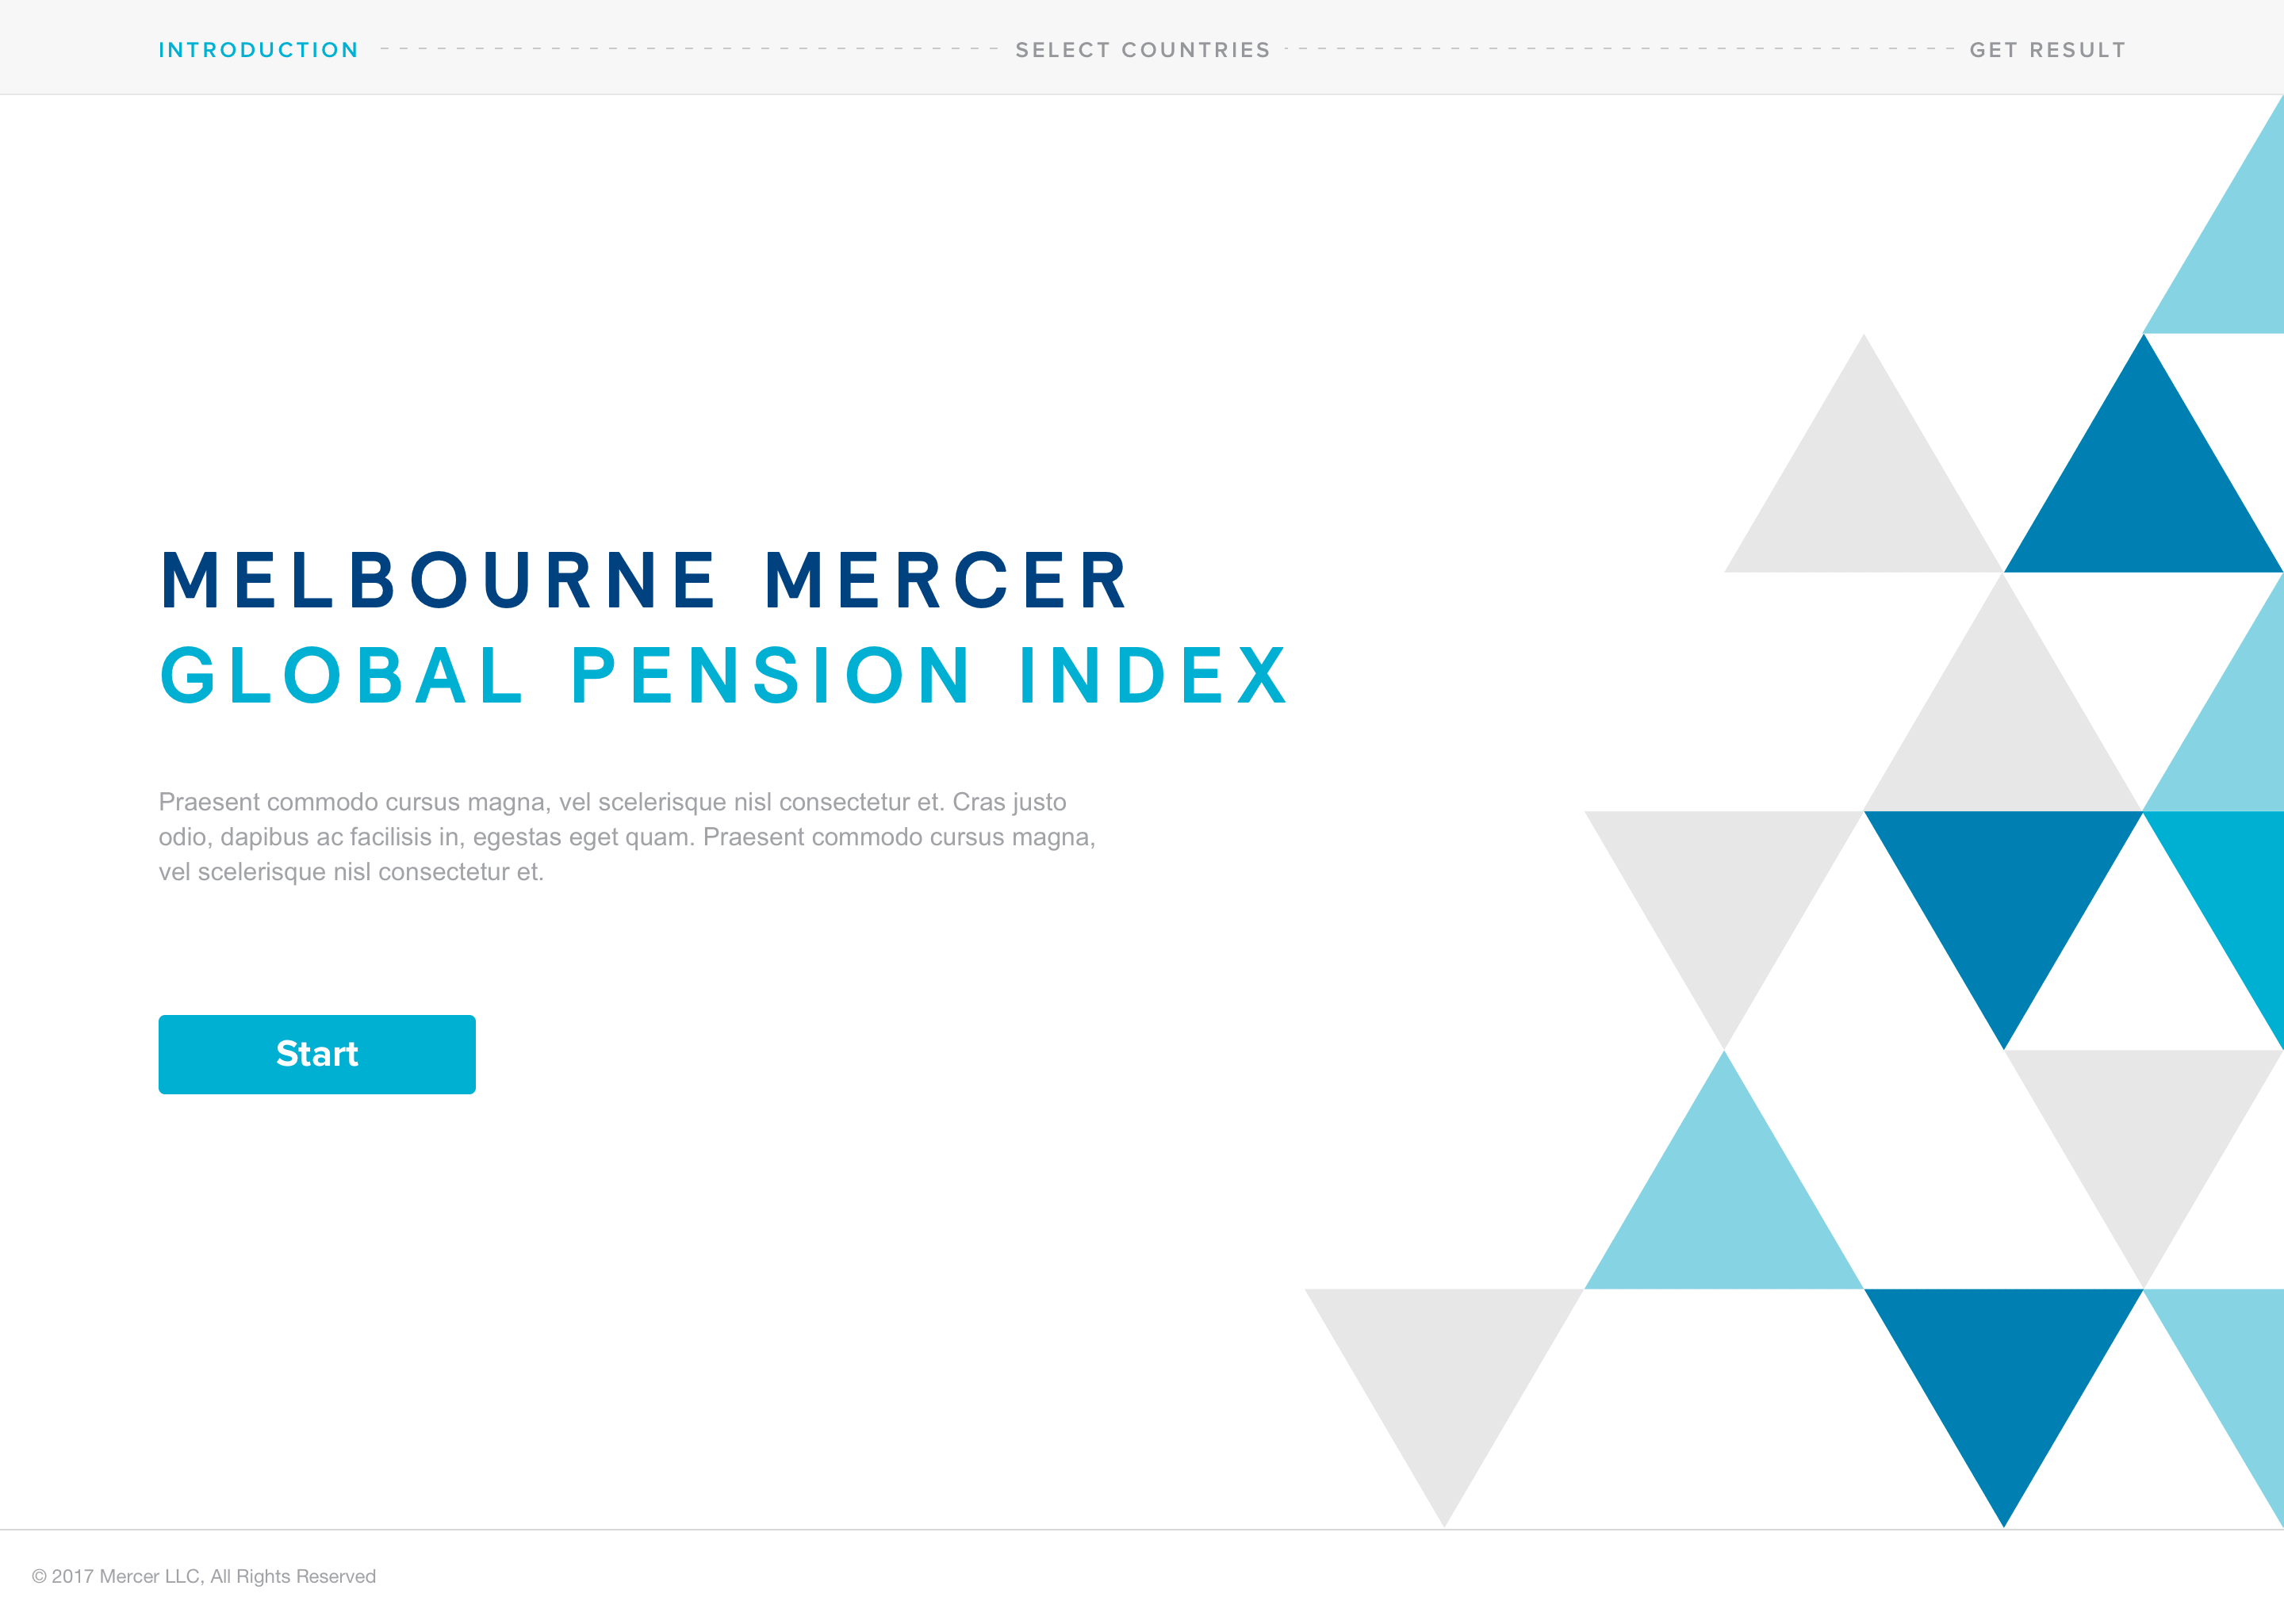 INTRODUCTION SELECT COUNTRIES GET RESULT
MELBOURNE MERCER
GLOBAL PENSION INDEX
Praesent commodo cursus magna, vel scelerisque nisl consectetur et. Cras justo
odio, dapibus ac facilisis in, egestas eget quam. Praesent commodo cursus magna,
vel scelerisque nisl consectetur et.
Start
© 2017 Mercer LLC, All Rights Reserved